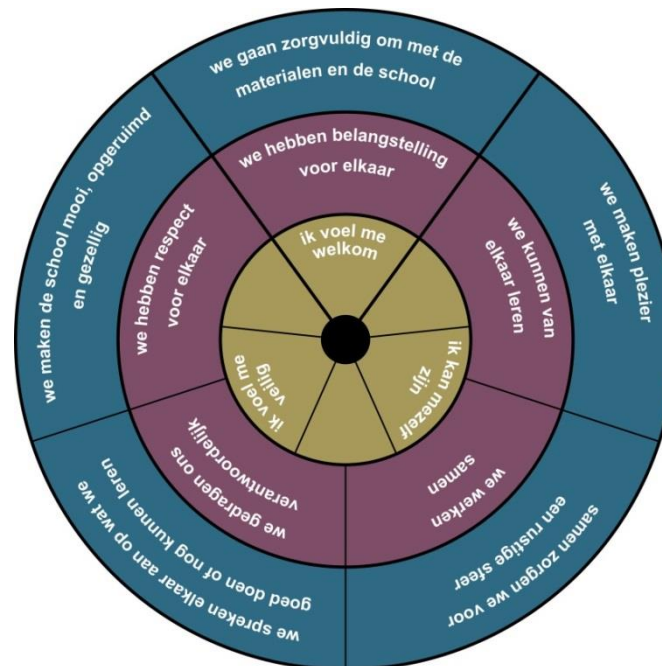 we gaan zorgvuldig om met de
materialen en de school
we maken plezier
met elkaar
samen zorgen we voor
een rustige sfeer
we spreken elkaar aan op wat we
goed doen of nog kunnen leren
we maken de school mooi, opgeruimd
en gezellig
we hebben belangstelling
voor elkaar
we kunnen van
elkaar leren
we werken
samen
we gedragen ons
verantwoordelijk
we hebben respect
voor elkaar
ik voel me
welkom
ik kan mezelf
zijn
ik voel me
veilig